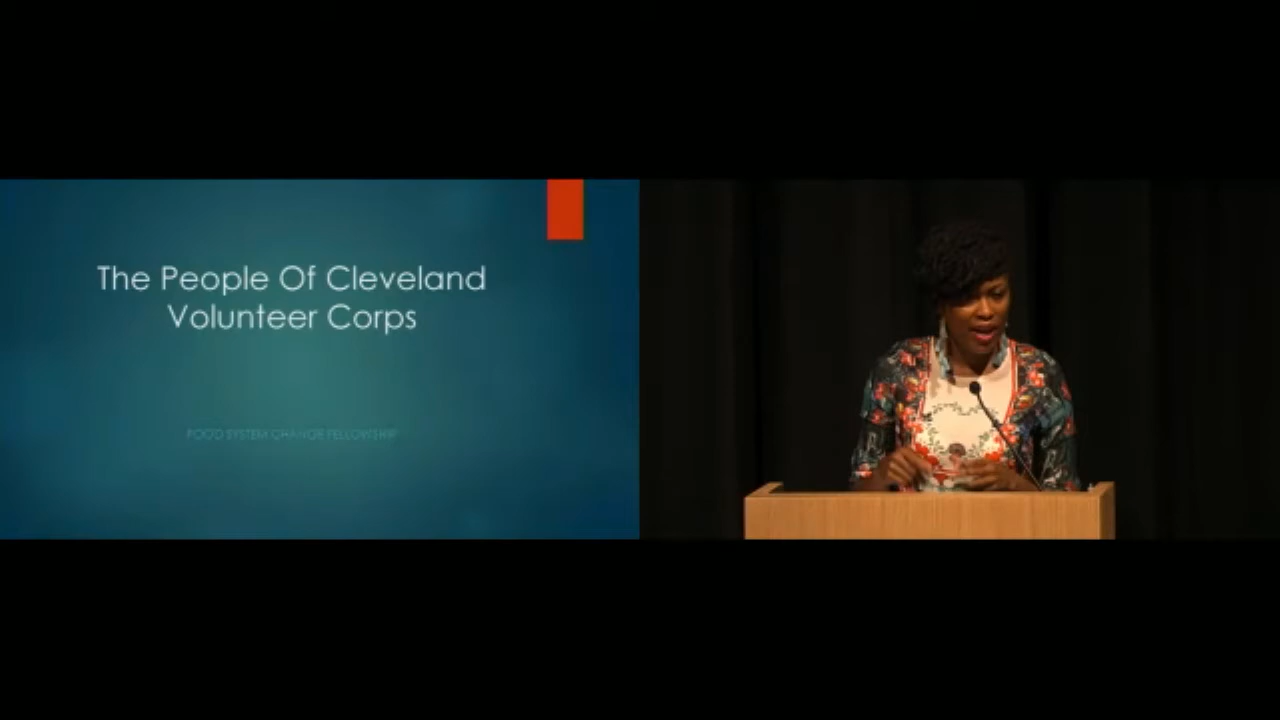 The People Of Cleveland
Volunteer Corps
FOOD SYSTEM CHANGE FELLOWSHIP